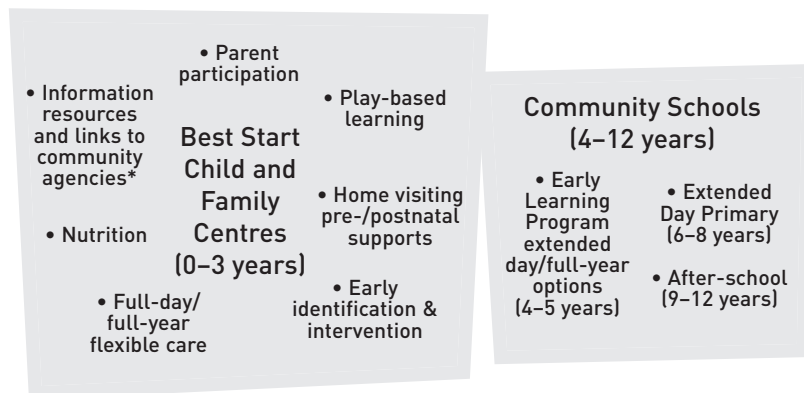 • Parent
participation
• Information
resources
and links to
community
agencies*
• Play-based
learning
Best Start
Child and
Family
Centres
(0–3 years)
• Home visiting
pre-/postnatal
supports
• Nutrition
• Early
identification &
intervention
• Full-day/
full-year
flexible care
Community Schools
(4–12 years)
• Early
Learning
Program
extended
day/full-year
options
(4–5 years)
• Extended
Day Primary
(6–8 years)
• After-school
(9–12 years)